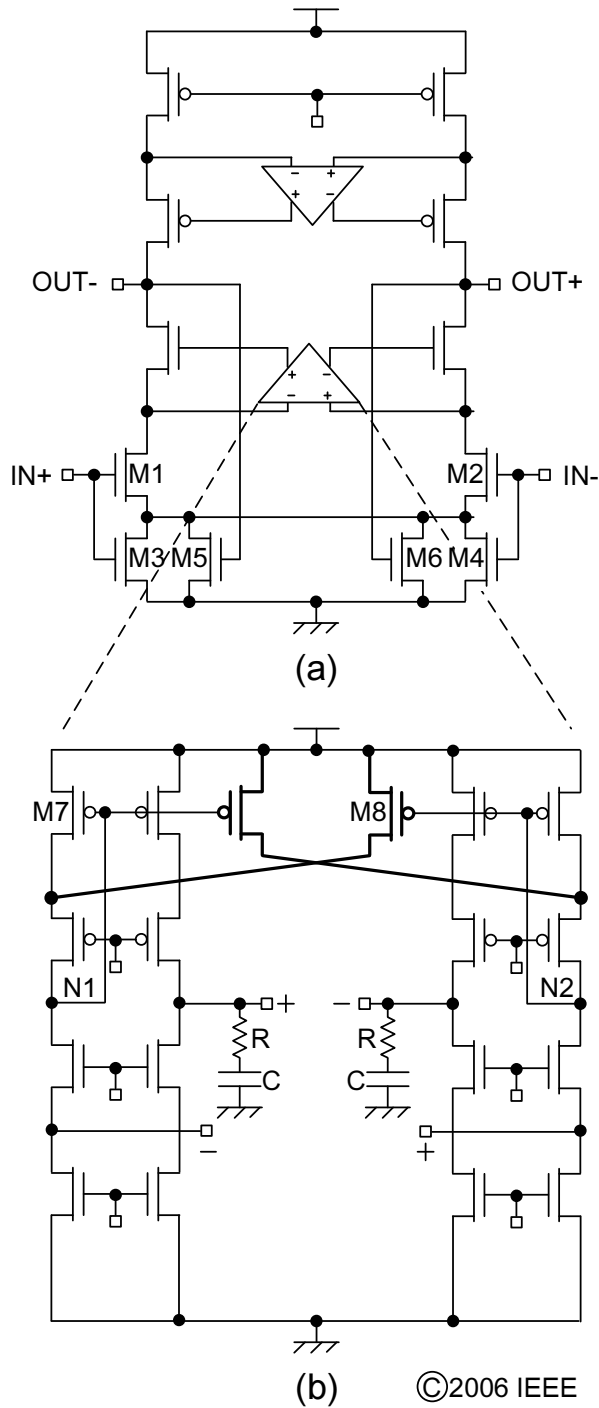 − +
+ −
OUT- OUT+
+ −
− +
IN+ M1 M2 IN-
M3 M5 M6 M4
(a)
M7 M8
N1 N2
+ −
R R
C C
− +
(b) ©2006 IEEE